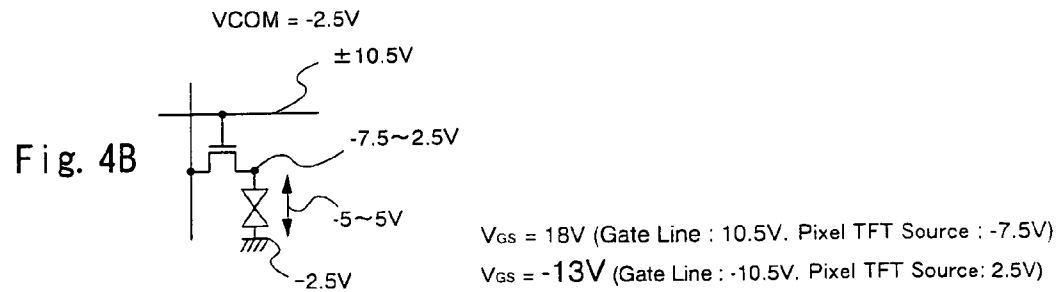 VCOM = -2.5V
±10.5V
Fig. 4B
-7.5~2.5V
-5~5V
-2.5V
VGS = 18V (Gate Line : 10.5V. Pixel TFT Source : -7.5V)
VGS = -13V (Gate Line : -10.5V. Pixel TFT Source: 2.5V)